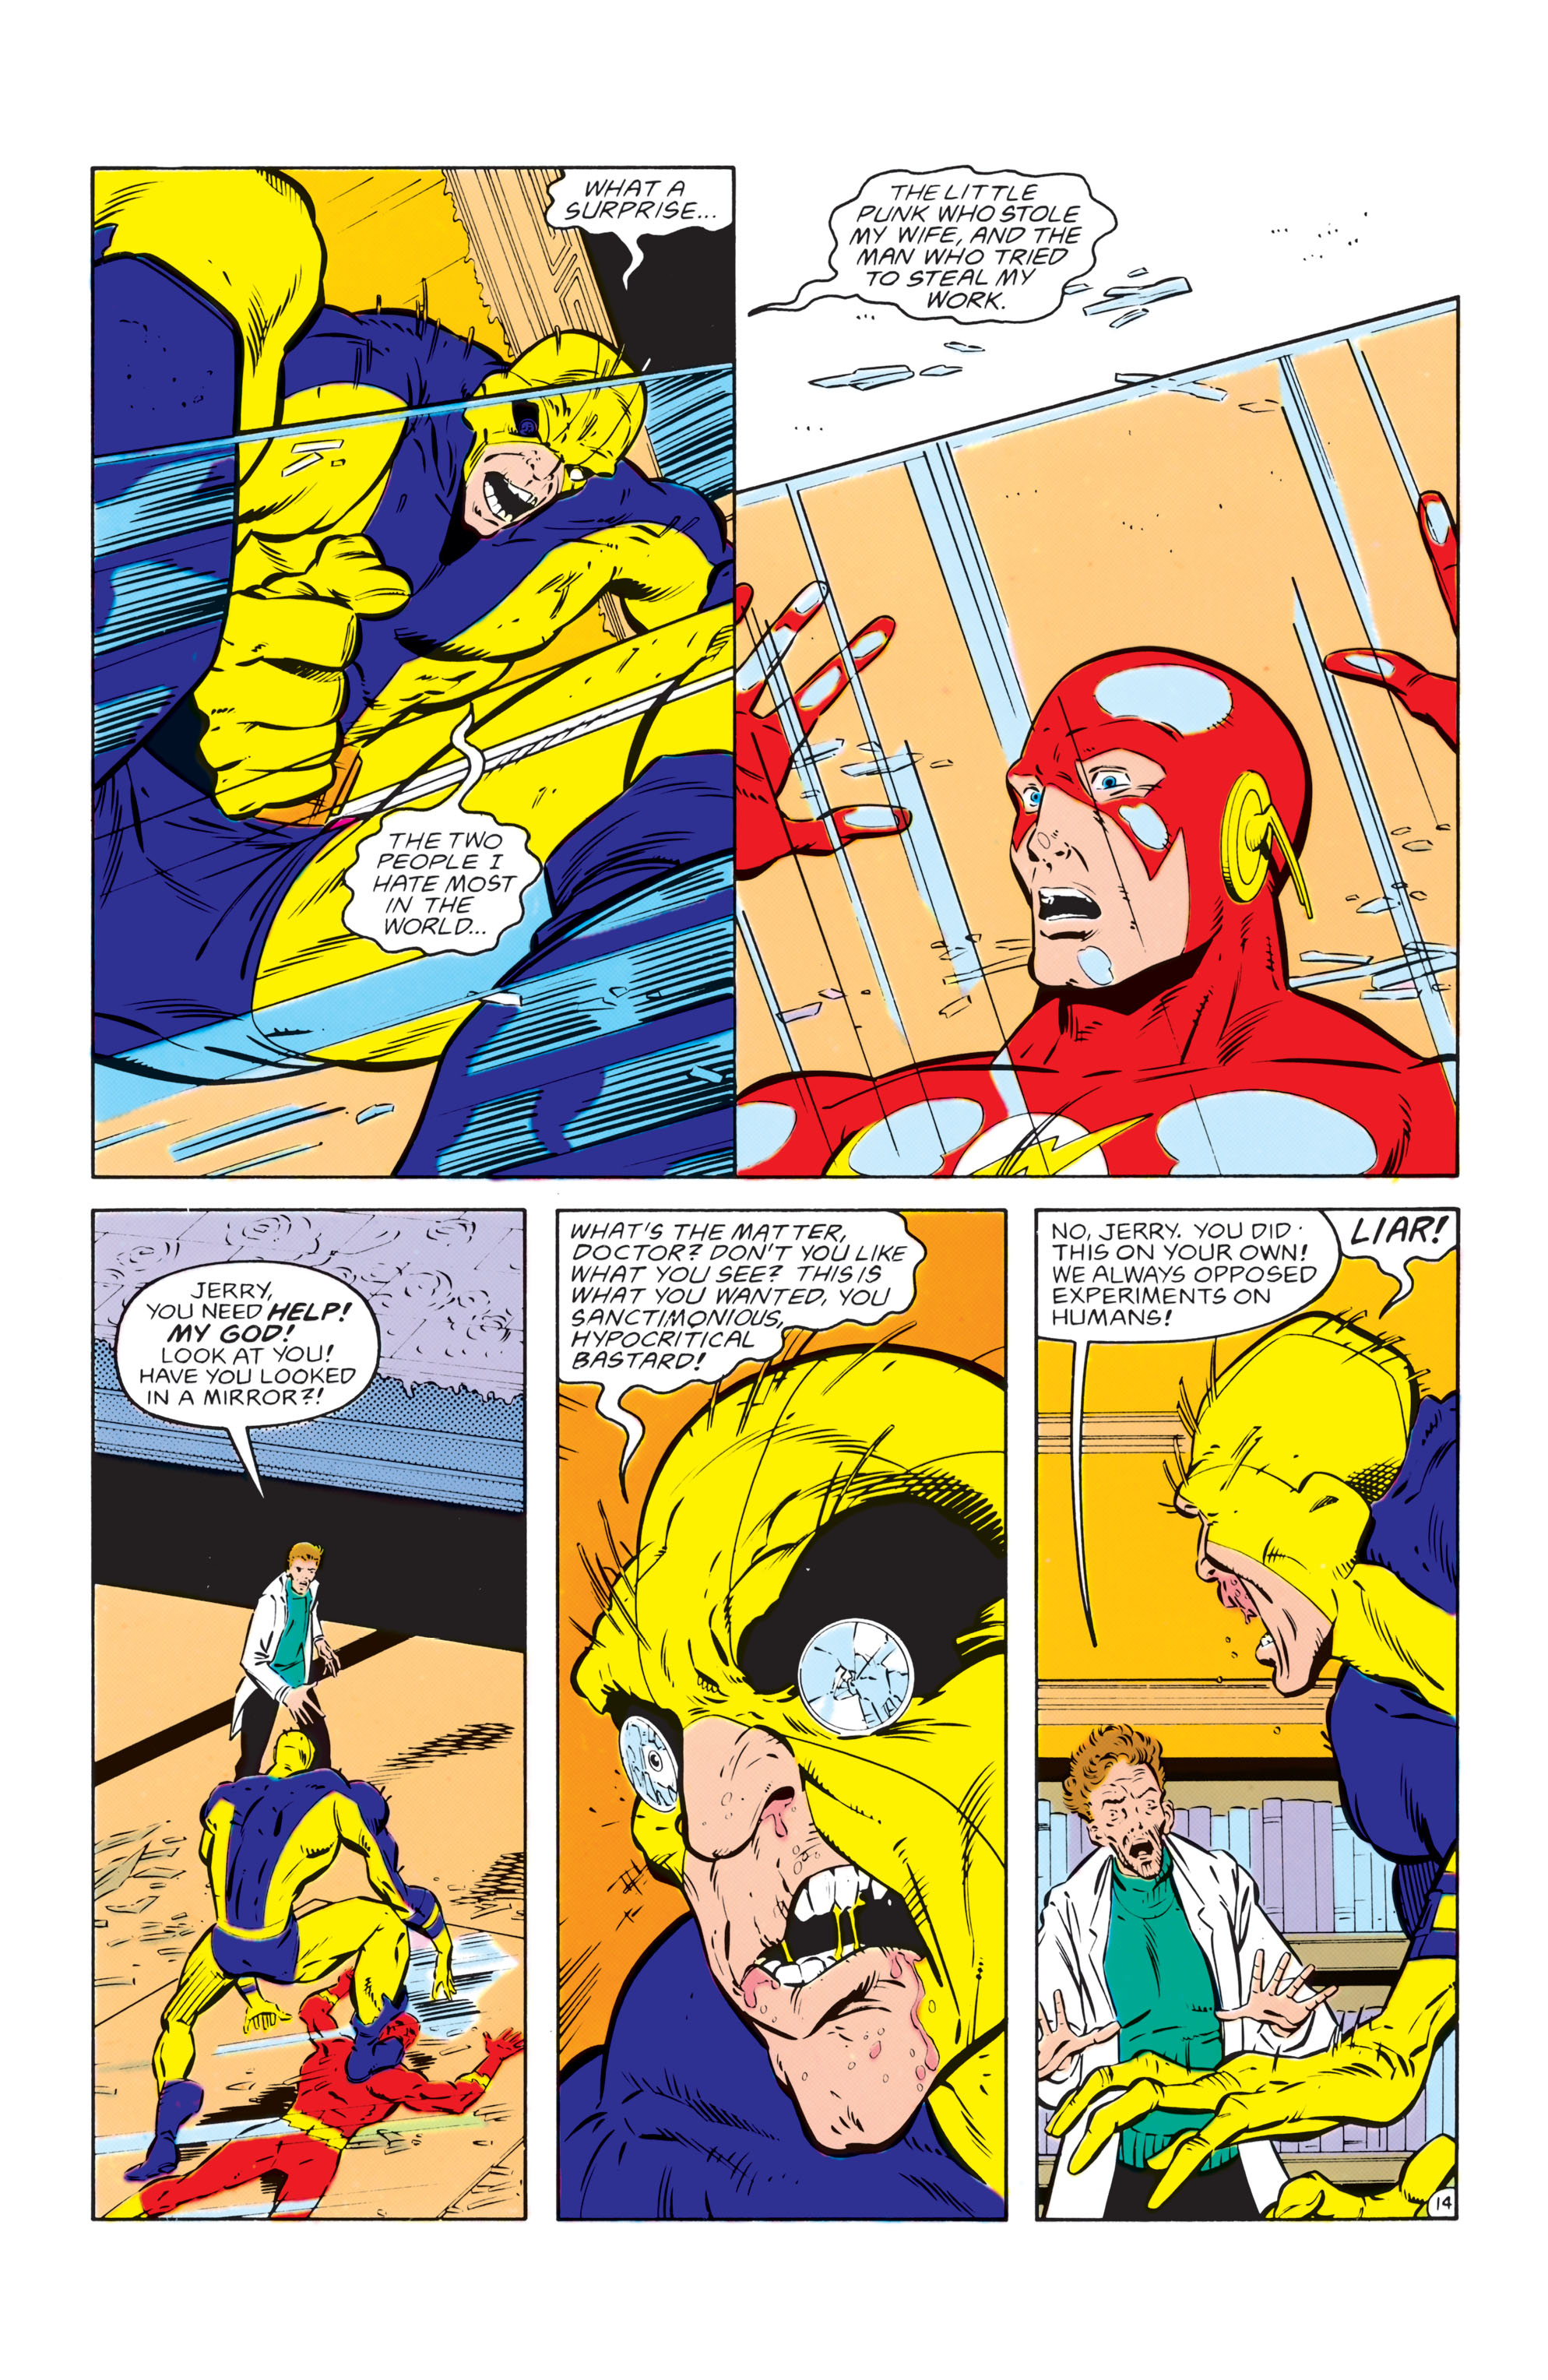 WHAT A
SURPRISE...
THE TWO
PEOPLE I
HATE MOST
IN THE
WORLD...
THE LITTLE
PUNK WHO STOLE
MY WIFE, AND THE
MAN WHO TRIED
TO STEAL MY
WORK.
JERRY,
YOU NEED HELP!
MY GOD!
LOOK AT YOU!
HAVE YOU LOOKED
IN A MIRROR?!
WHAT'S THE MATTER,
DOCTOR? DON'T YOU LIKE
WHAT YOU SEE? THIS IS
WHAT YOU WANTED, YOU
SANCTIMONIOUS,
HYPOCRITICAL
BASTARD!
NO, JERRY. YOU DID
THIS ON YOUR OWN!
WE ALWAYS OPPOSED
EXPERIMENTS ON
HUMANS!
LIAR!
14